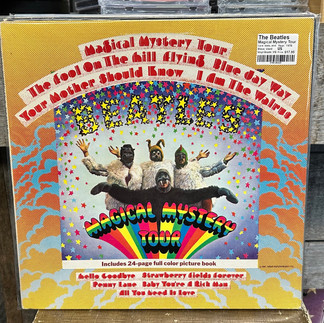 The Beatles
Magical Mystery Tour
Magical Mystery Tour
The Fool On The Hill Flying Blue Jay Way
Your Mother Should Know I Am The Walrus
BEATLES
MAGICAL MYSTERY
TOUR
Includes 24-page full color picture book
Hello Goodbye Strawberry Fields Forever
Penny Lane Baby You're A Rich Man
All You Need Is Love